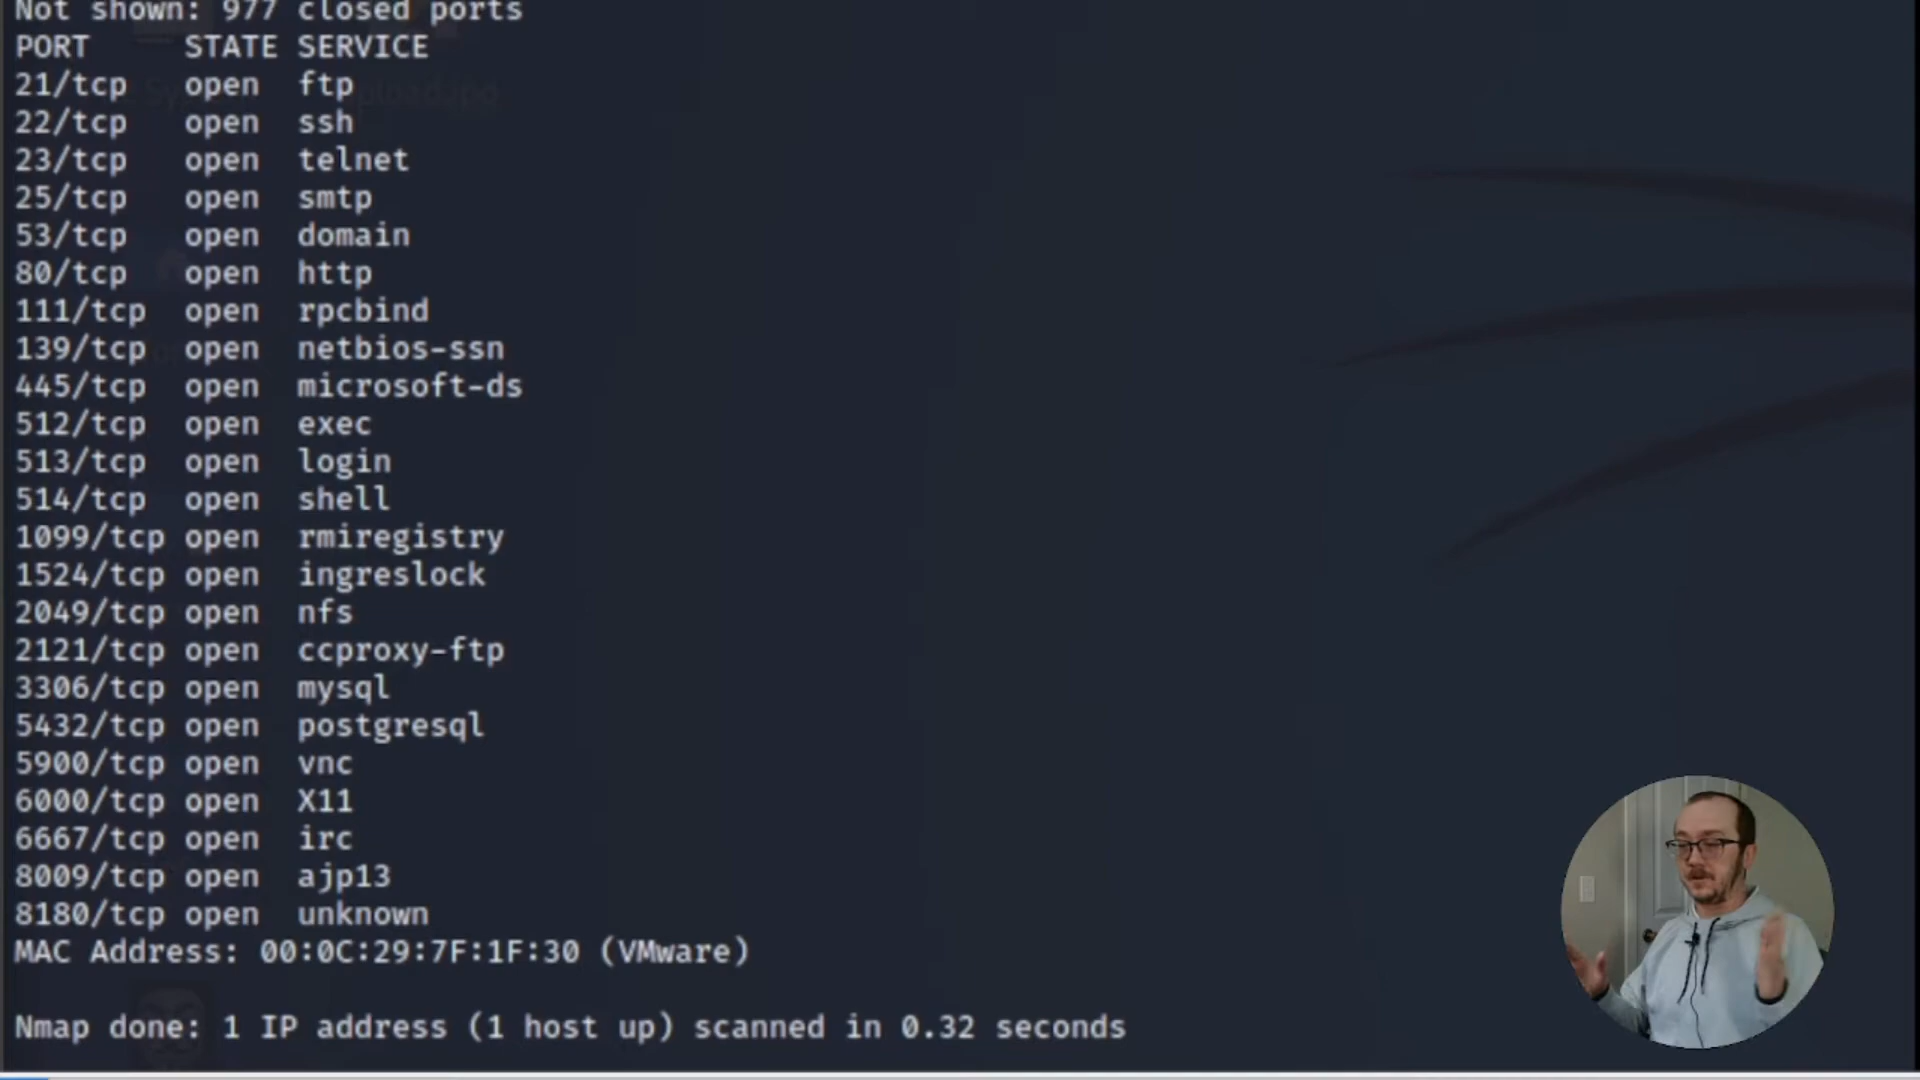 Not shown: 977 closed ports
PORT STATE SERVICE
21/tcp open ftp
22/tcp open ssh
23/tcp open telnet
25/tcp open smtp
53/tcp open domain
80/tcp open http
111/tcp open rpcbind
139/tcp open netbios-ssn
445/tcp open microsoft-ds
512/tcp open exec
513/tcp open login
514/tcp open shell
1099/tcp open rmiregistry
1524/tcp open ingreslock
2049/tcp open nfs
2121/tcp open ccproxy-ftp
3306/tcp open mysql
5432/tcp open postgresql
5900/tcp open vnc
6000/tcp open X11
6667/tcp open irc
8009/tcp open ajp13
8180/tcp open unknown
MAC Address: 00:0C:29:7F:1F:30 (VMware)
Nmap done: 1 IP address (1 host up) scanned in 0.32 seconds